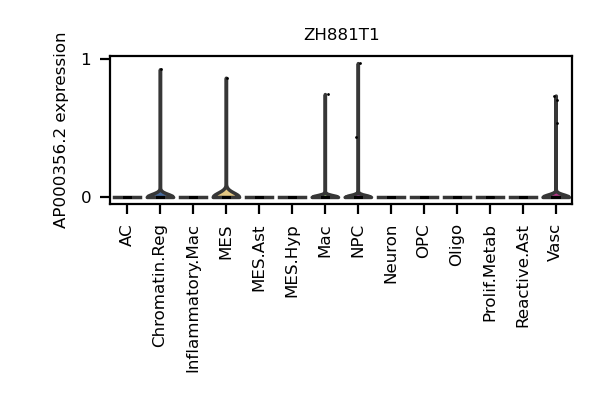 ZH881T1
AP000356.2 expression
1
0
AC
Chromatin.Reg
Inflammatory.Mac
MES
MES.Ast
MES.Hyp
Mac
NPC
Neuron
OPC
Oligo
Prolif.Metab
Reactive.Ast
Vasc